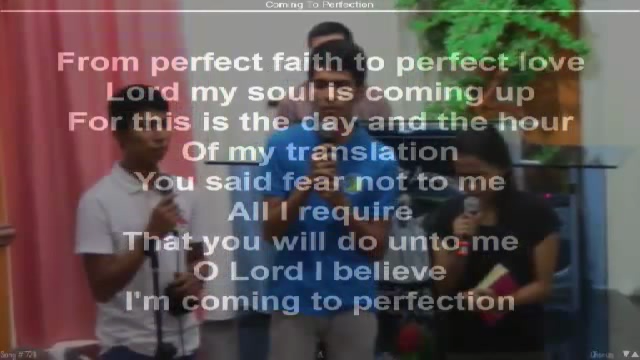 Coming To Perfection
From perfect faith to perfect love
Lord my soul is coming up
For this is the day and the hour
Of my translation
You said fear not to me
All I require
That you will do unto me
O Lord I believe
I'm coming to perfection